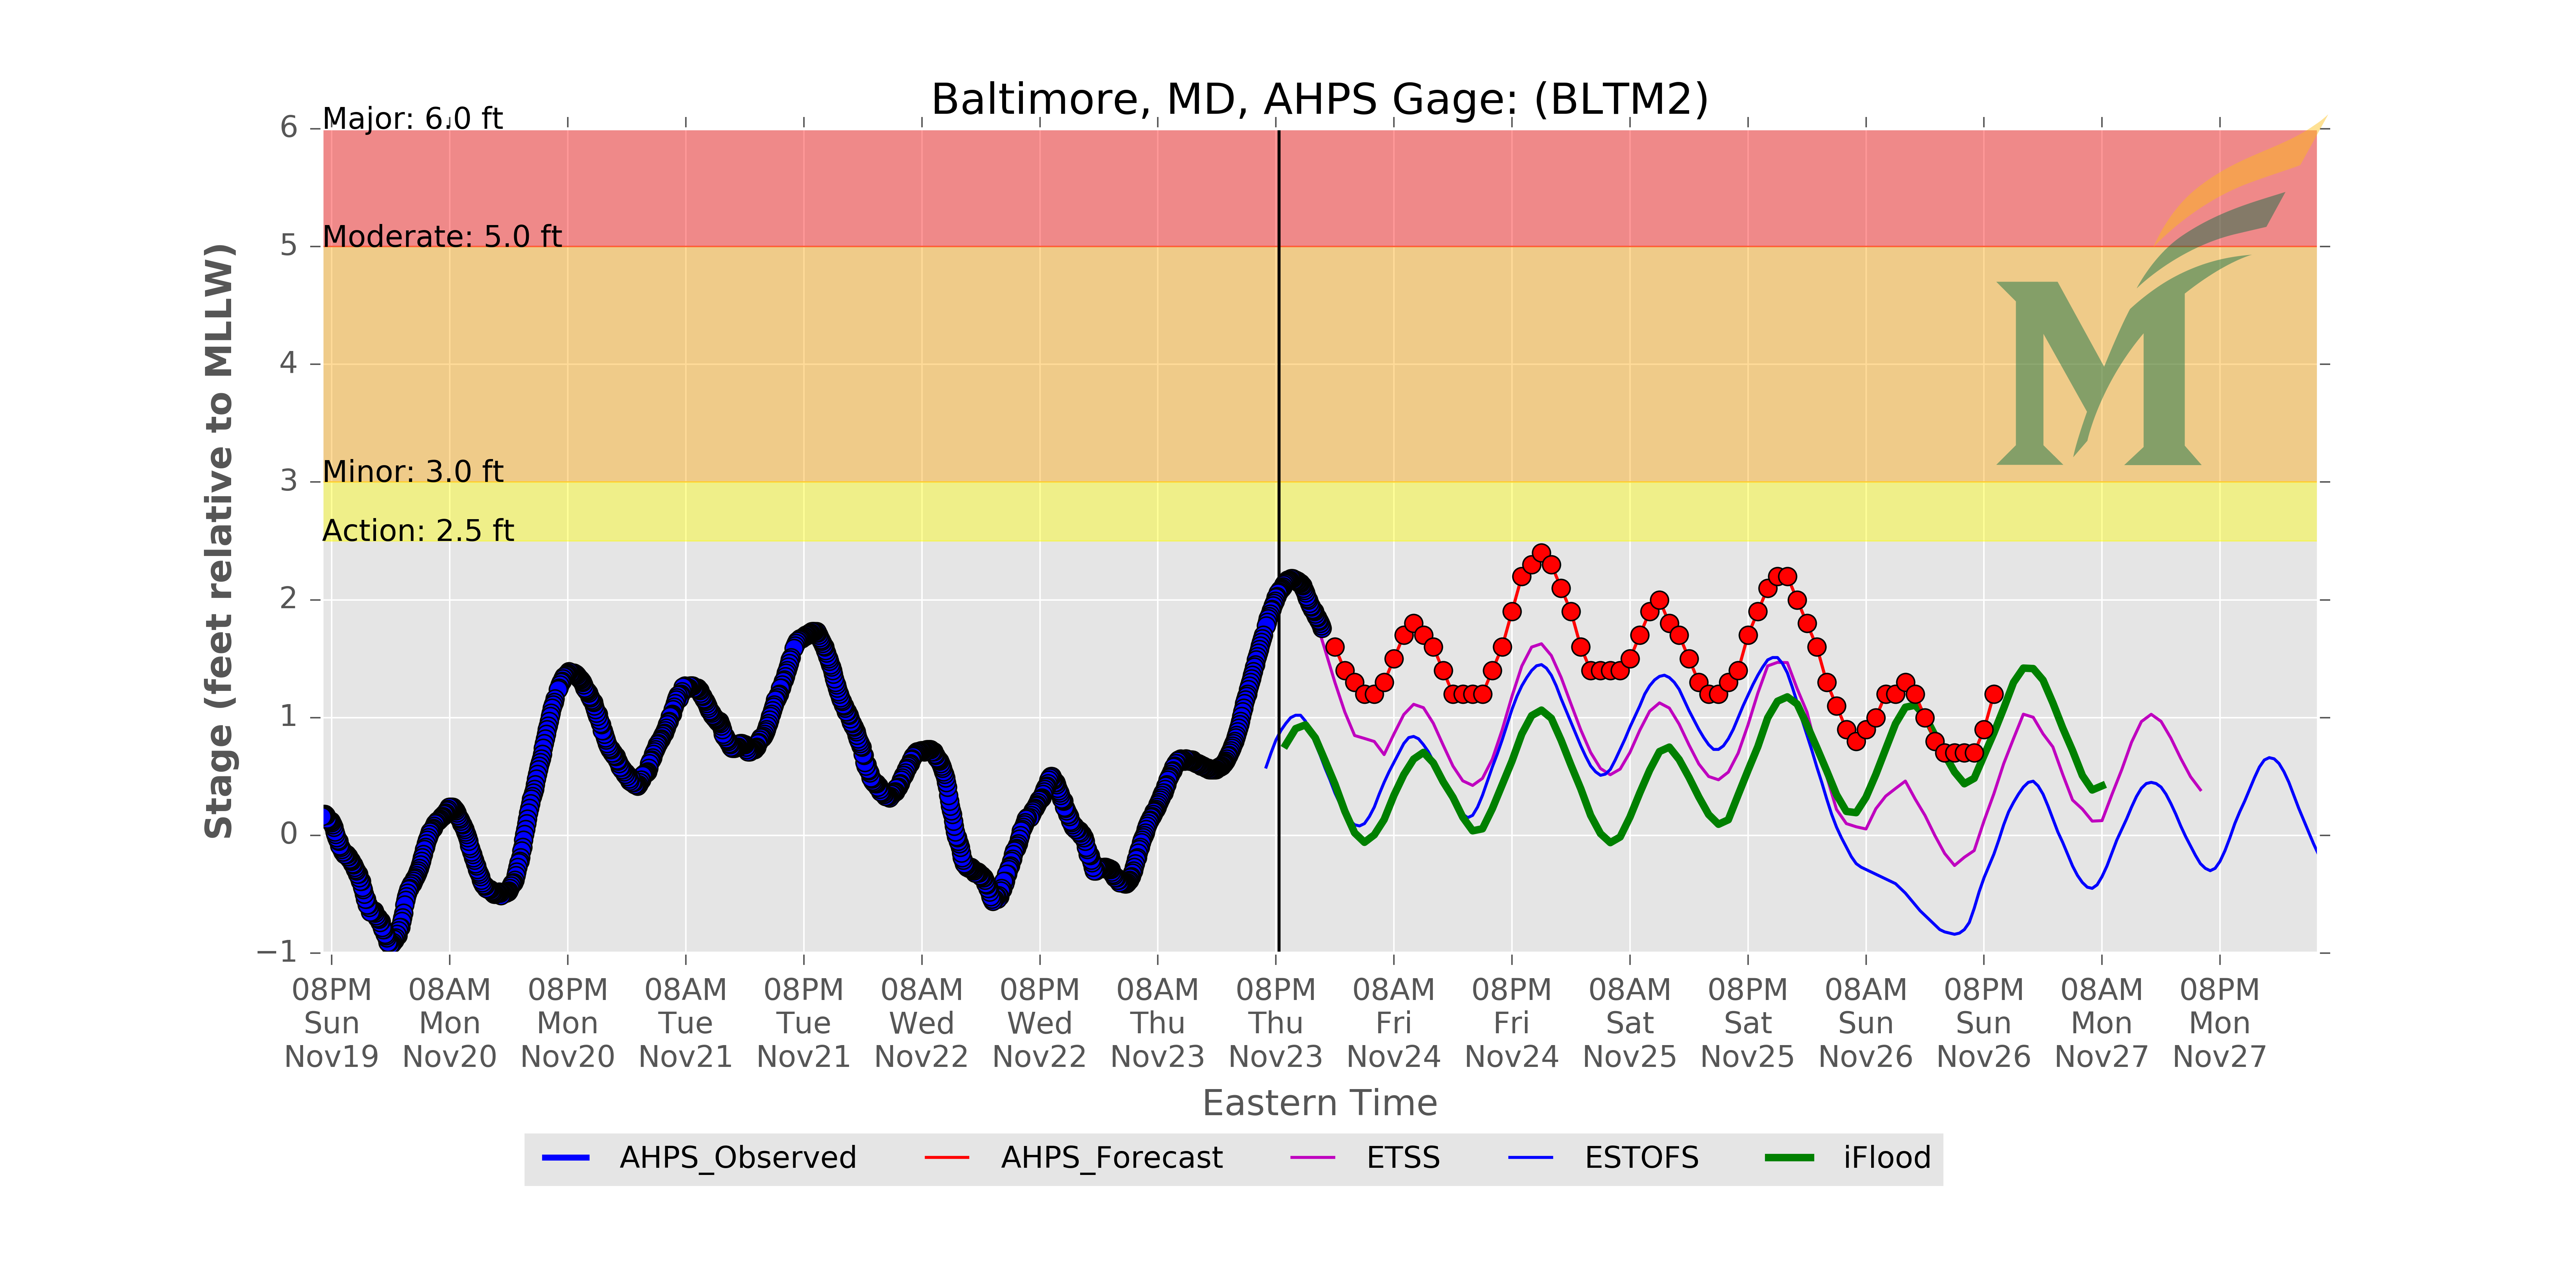 Baltimore, MD, AHPS Gage: (BLTM2)
Major: 6.0 ft
Moderate: 5.0 ft
Minor: 3.0 ft
Action: 2.5 ft
6
5
4
3
2
1
0
−1
Stage (feet relative to MLLW)
08PM 08AM 08PM 08AM 08PM 08AM 08PM 08AM 08PM 08AM 08PM 08AM 08PM 08AM 08PM 08AM 08PM
Sun Mon Mon Tue Tue Wed Wed Thu Thu Fri Fri Sat Sat Sun Sun Mon Mon
Nov19 Nov20 Nov20 Nov21 Nov21 Nov22 Nov22 Nov23 Nov23 Nov24 Nov24 Nov25 Nov25 Nov26 Nov26 Nov27 Nov27
Eastern Time
AHPS_Observed AHPS_Forecast ETSS ESTOFS iFlood
M